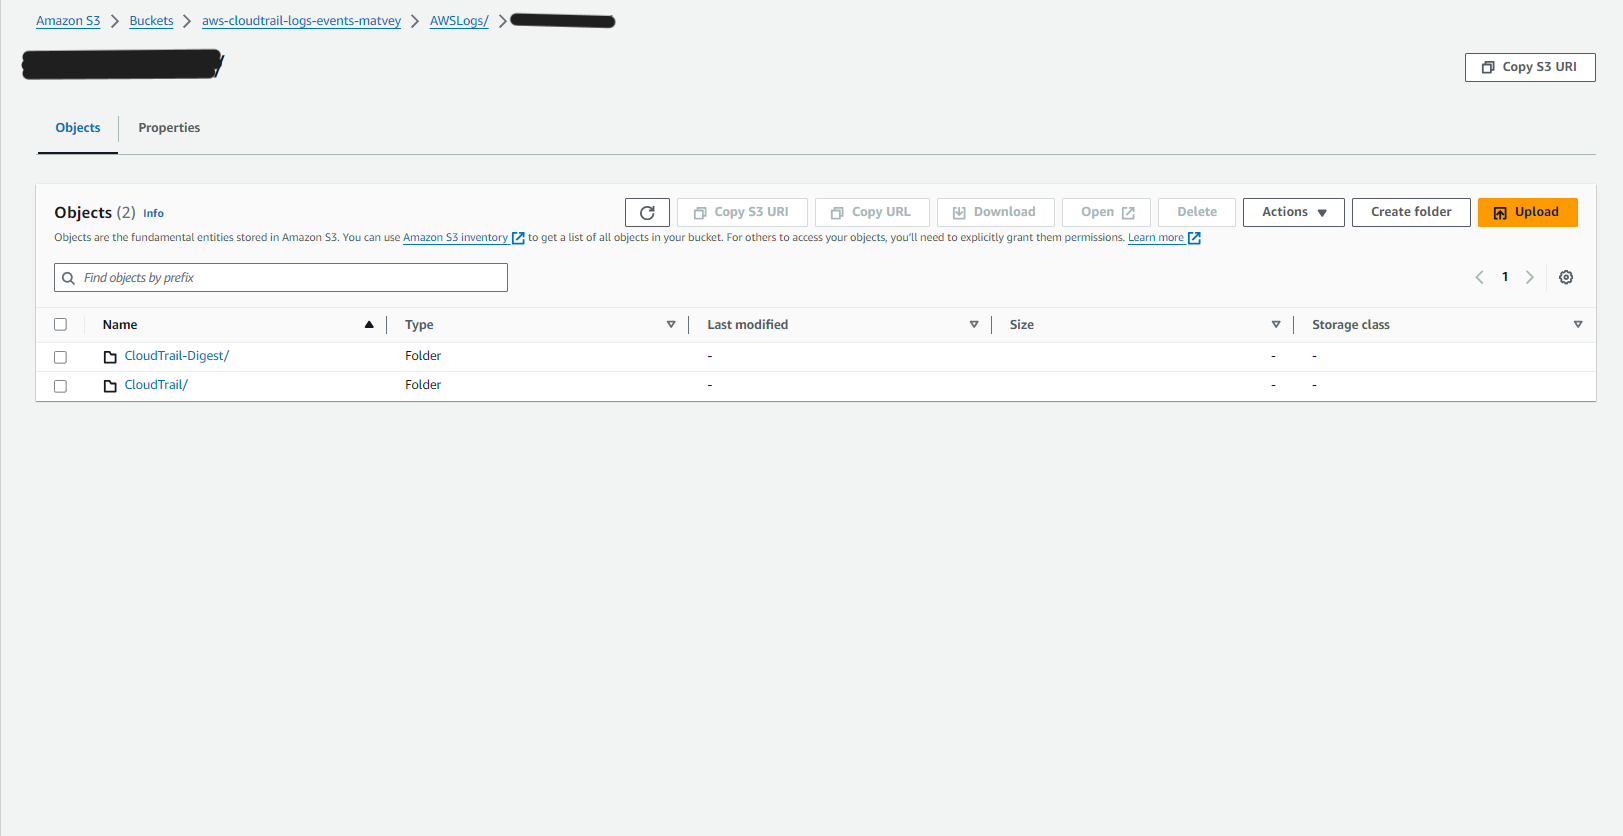 Amazon S3 > Buckets > aws-cloudtrail-logs-events-matvey > AWSLogs/ >
/
Copy S3 URI
Objects
Properties
Objects (2) Info
Copy S3 URI
Copy URL
Download
Open
Delete
Actions
Create folder
Upload
Objects are the fundamental entities stored in Amazon S3. You can use Amazon S3 inventory to get a list of all objects in your bucket. For others to access your objects, you'll need to explicitly grant them permissions. Learn more
Find objects by prefix
1
Name Type Last modified Size Storage class
CloudTrail-Digest/ Folder - - -
CloudTrail/ Folder - - -